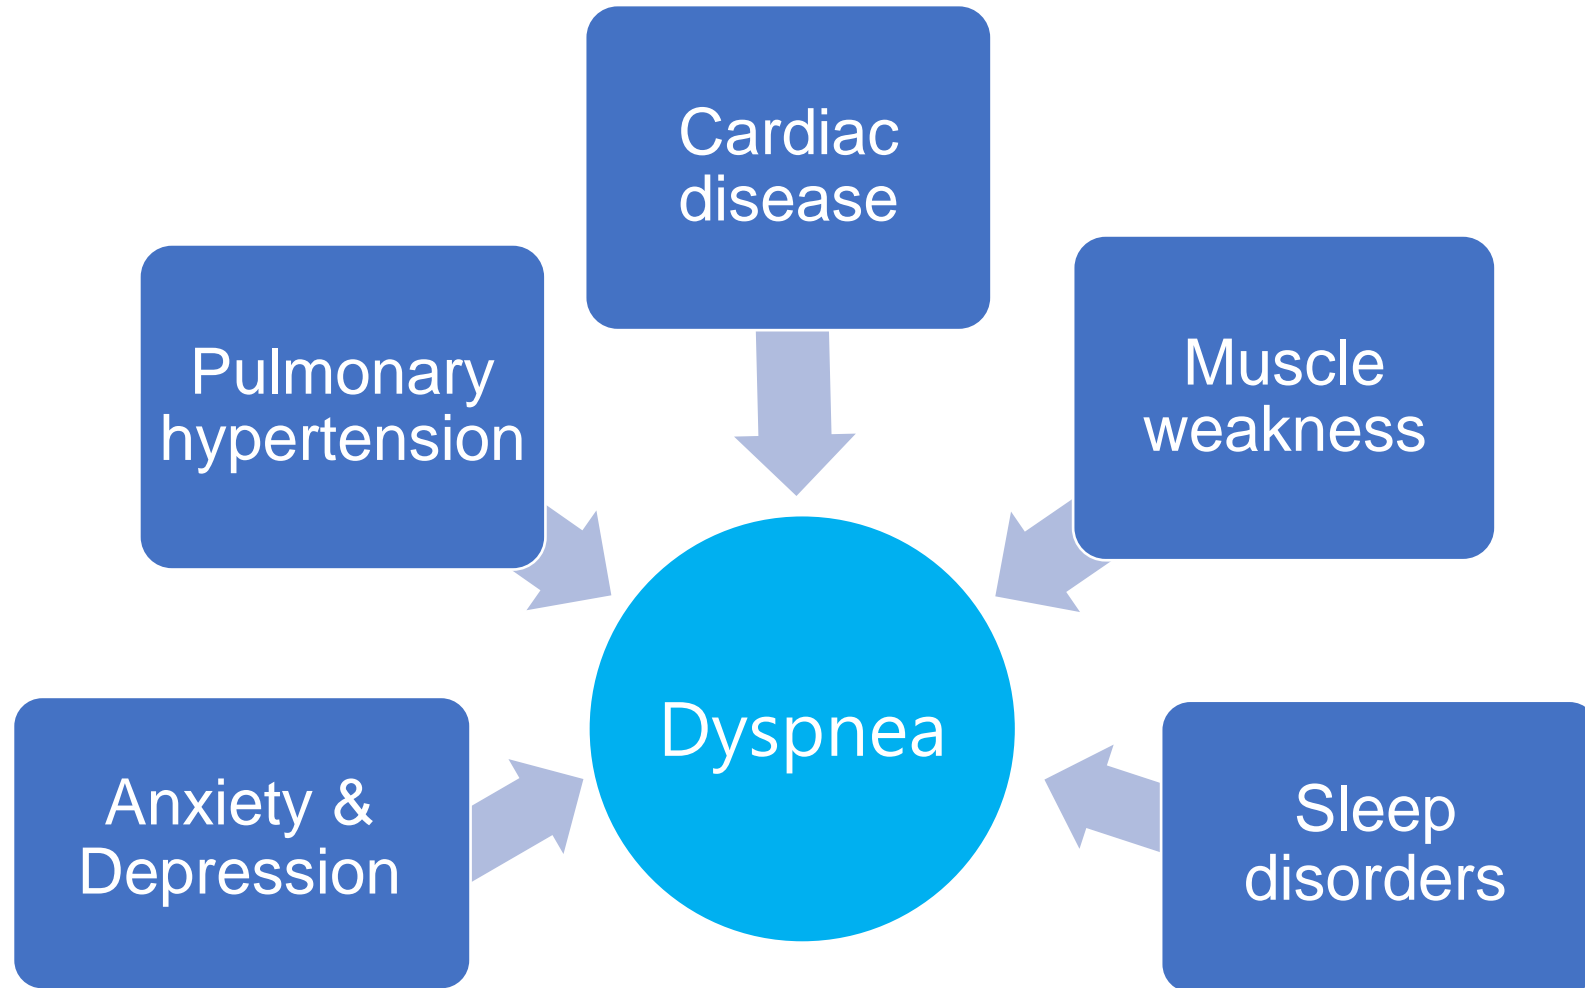 Cardiac
disease
Pulmonary
hypertension
Muscle
weakness
Dyspnea
Anxiety &
Depression
Sleep
disorders